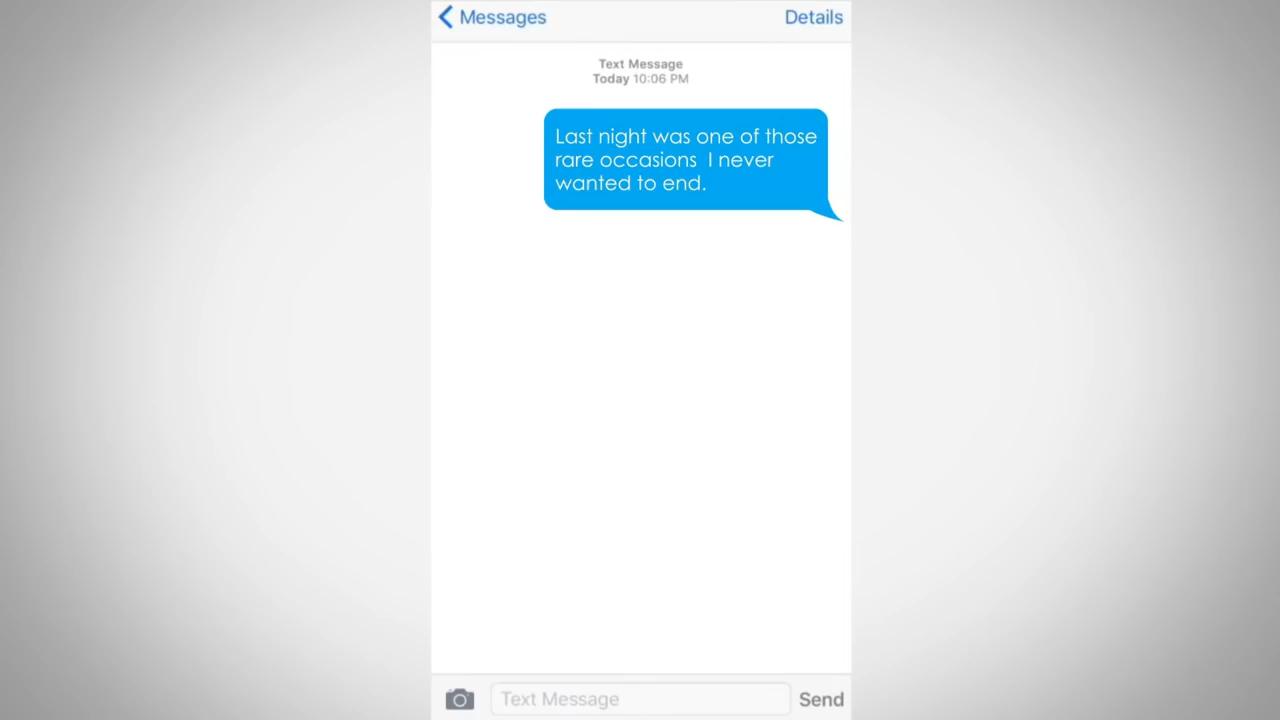 Messages Details
Text Message
Today 10:06 PM
Last night was one of those
rare occasions  I never
wanted to end.
Text Message Send